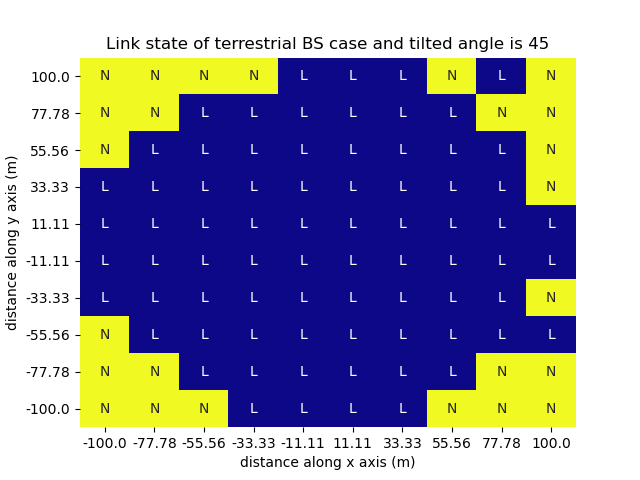 Link state of terrestrial BS case and tilted angle is 45
100.0 N N N N L L L N L N
77.78 N N L L L L L L N N
55.56 N L L L L L L L L N
33.33 L L L L L L L L L N
11.11 L L L L L L L L L L
-11.11 L L L L L L L L L L
-33.33 L L L L L L L L L N
-55.56 N L L L L L L L L L
-77.78 N N L L L L L L N N
-100.0 N N N L L L L N N N
-100.0 -77.78 -55.56 -33.33 -11.11 11.11 33.33 55.56 77.78 100.0
distance along x axis (m)
distance along y axis (m)